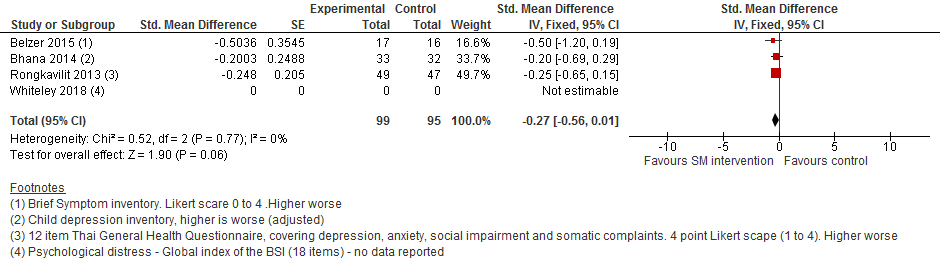 Experimental Control Std. Mean Difference Std. Mean Difference
Study or Subgroup Std. Mean Difference SE Total Total Weight IV, Fixed, 95% CI IV, Fixed, 95% CI
Belzer 2015 (1) -0.5036 0.3545 17 16 16.6% -0.50 [-1.20, 0.19]
Bhana 2014 (2) -0.2003 0.2488 33 32 33.7% -0.20 [-0.69, 0.29]
Rongkavilit 2013 (3) -0.248 0.205 49 47 49.7% -0.25 [-0.65, 0.15]
Whiteley 2018 (4) 0 0 0 0 Not estimable
Total (95% CI) 99 95 100.0% -0.27 [-0.56, 0.01]
Heterogeneity: Chi² = 0.52, df = 2 (P = 0.77); I² = 0%
Test for overall effect: Z = 1.90 (P = 0.06)
-10 -5 0 5 10
Favours SM intervention Favours control
Footnotes
(1) Brief Symptom inventory. Likert scare 0 to 4 .Higher worse
(2) Child depression inventory, higher is worse (adjusted)
(3) 12 item Thai General Health Questionnaire, covering depression, anxiety, social impairment and somatic complaints. 4 point Likert scape (1 to 4). Higher worse
(4) Psychological distress - Global index of the BSI (18 items) - no data reported